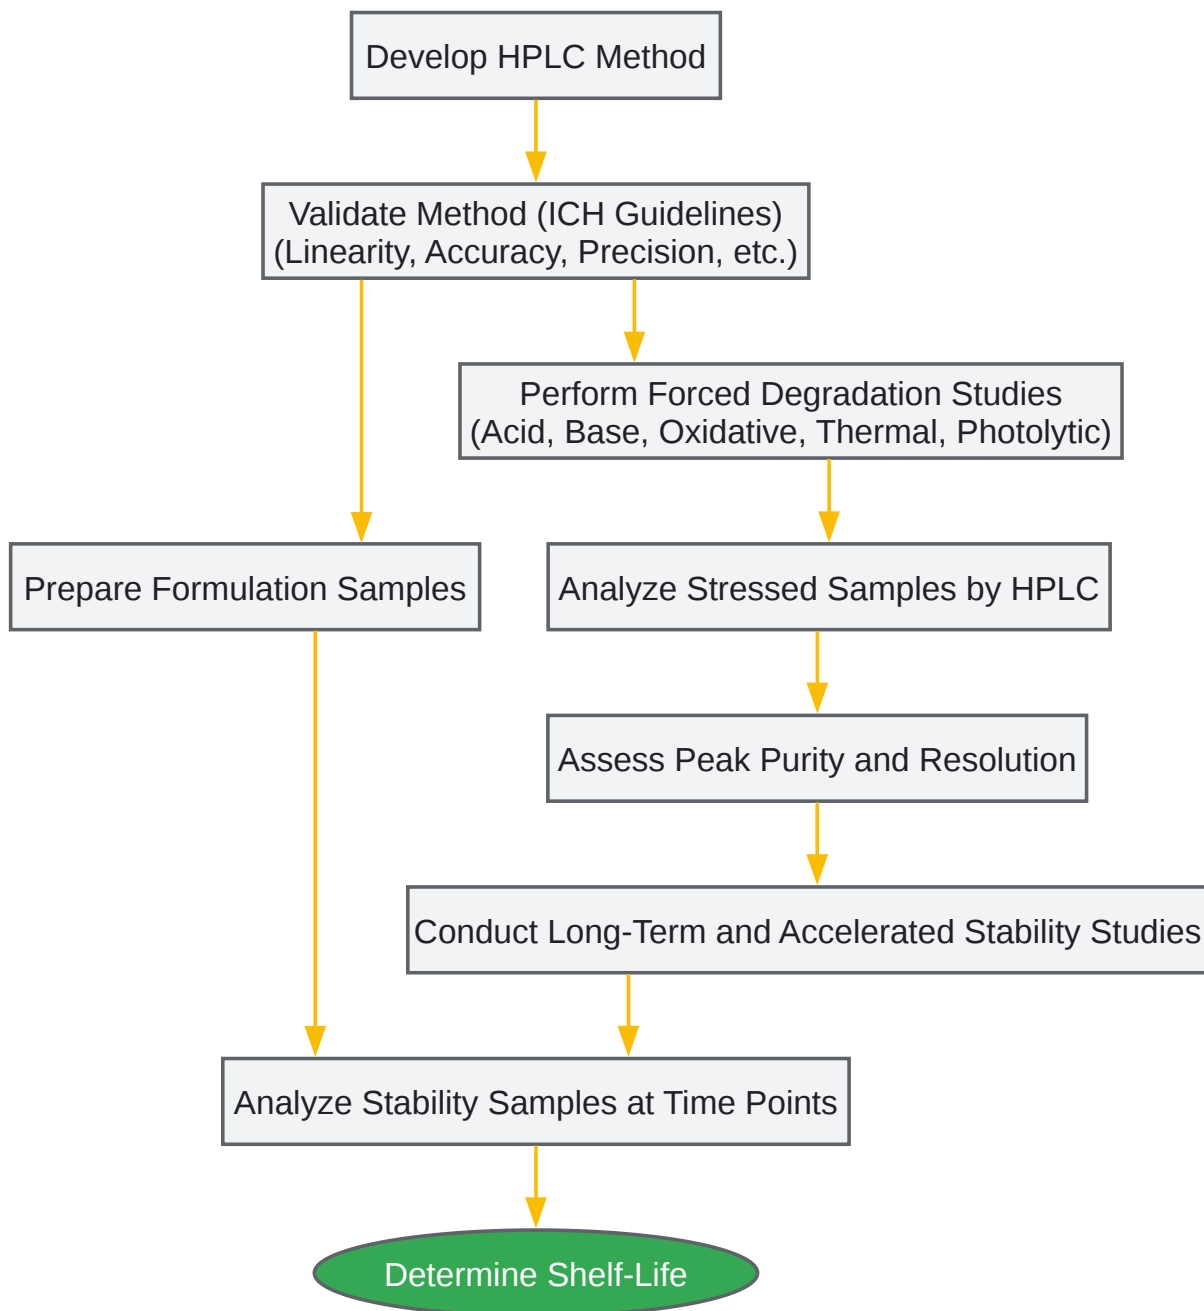 Develop HPLC Method
Validate Method (ICH Guidelines)
(Linearity, Accuracy, Precision, etc.)
Perform Forced Degradation Studies
(Acid, Base, Oxidative, Thermal, Photolytic)
Prepare Formulation Samples
Analyze Stressed Samples by HPLC
Assess Peak Purity and Resolution
Conduct Long-Term and Accelerated Stability Studies
Analyze Stability Samples at Time Points
Determine Shelf-Life